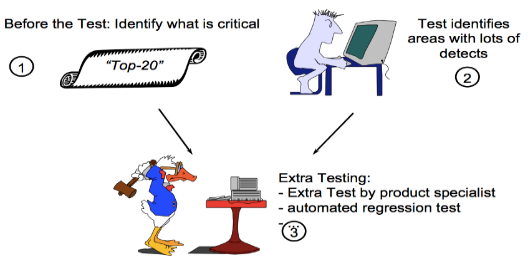 Before the Test: Identify what is critical
1
"Top-20"
Test identifies
areas with lots of
detects
2
Extra Testing:
- Extra Test by product specialist
- automated regression test
- ...
3